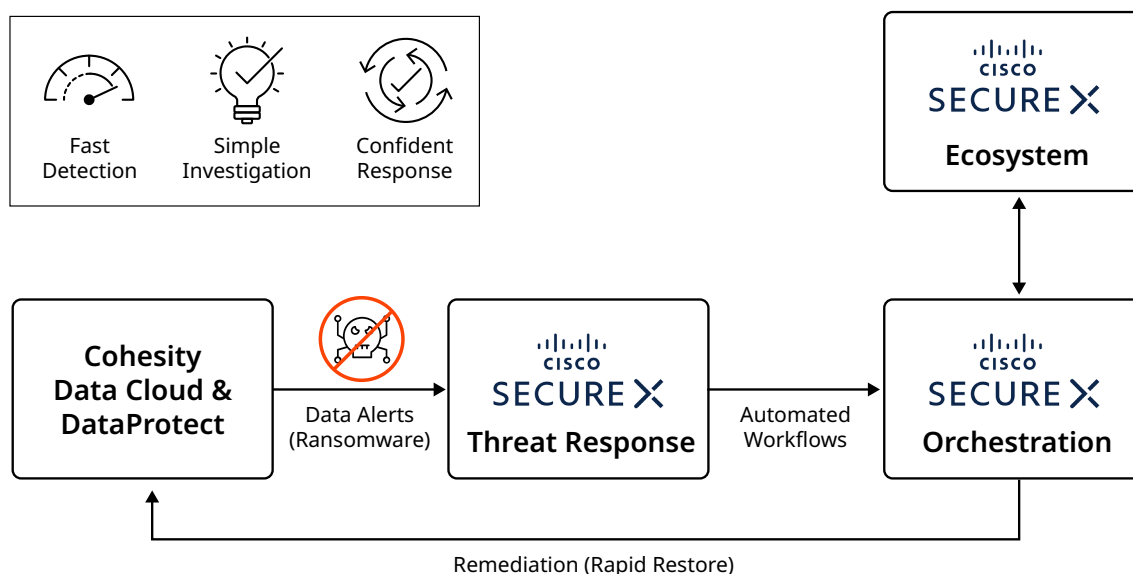 Fast
Detection
Simple
Investigation
Confident
Response
CISCO
SECURE X
Ecosystem
Cohesity
Data Cloud &
DataProtect
Data Alerts
(Ransomware)
CISCO
SECURE X
Threat Response
Automated
Workflows
CISCO
SECURE X
Orchestration
Remediation (Rapid Restore)